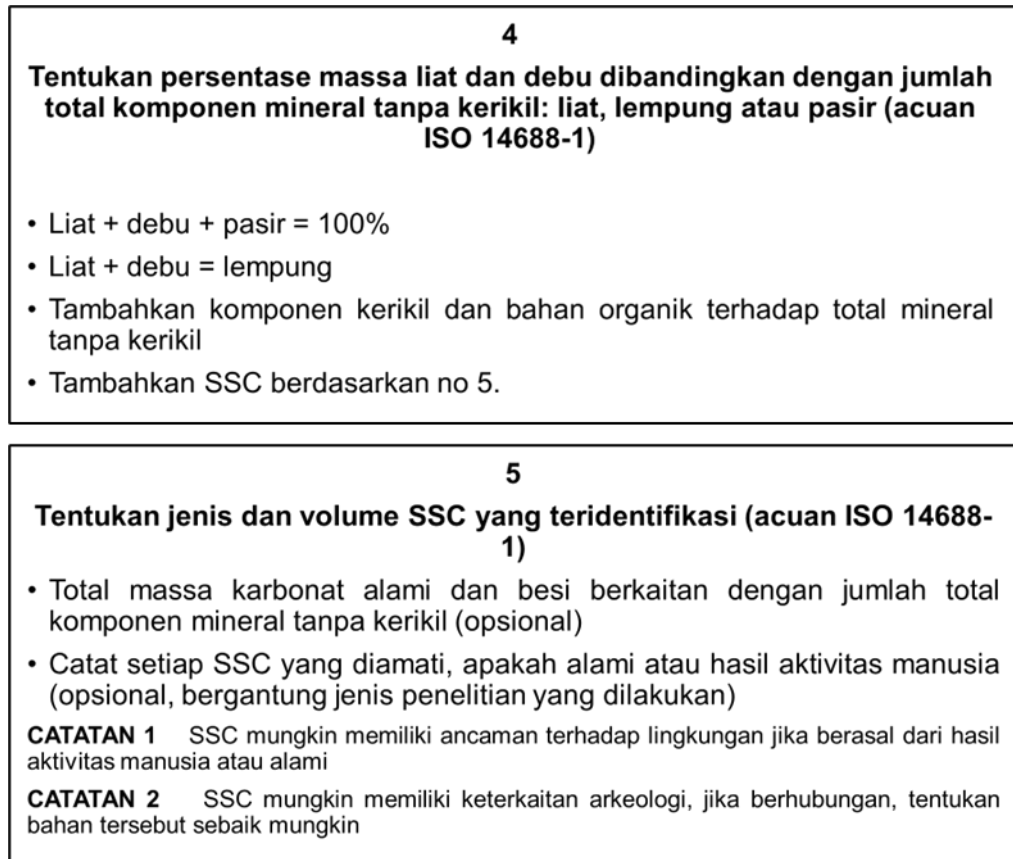 4
Tentukan persentase massa liat dan debu dibandingkan dengan jumlah
total komponen mineral tanpa kerikil: liat, lempung atau pasir (acuan
ISO 14688-1)
• Liat + debu + pasir = 100%
• Liat + debu = lempung
• Tambahkan komponen kerikil dan bahan organik terhadap total mineral
tanpa kerikil
• Tambahkan SSC berdasarkan no 5.
5
Tentukan jenis dan volume SSC yang teridentifikasi (acuan ISO 14688-
1)
• Total massa karbonat alami dan besi berkaitan dengan jumlah total
komponen mineral tanpa kerikil (opsional)
• Catat setiap SSC yang diamati, apakah alami atau hasil aktivitas manusia
(opsional, bergantung jenis penelitian yang dilakukan)
CATATAN 1 SSC mungkin memiliki ancaman terhadap lingkungan jika berasal dari hasil
aktivitas manusia atau alami
CATATAN 2 SSC mungkin memiliki keterkaitan arkeologi, jika berhubungan, tentukan
bahan tersebut sebaik mungkin